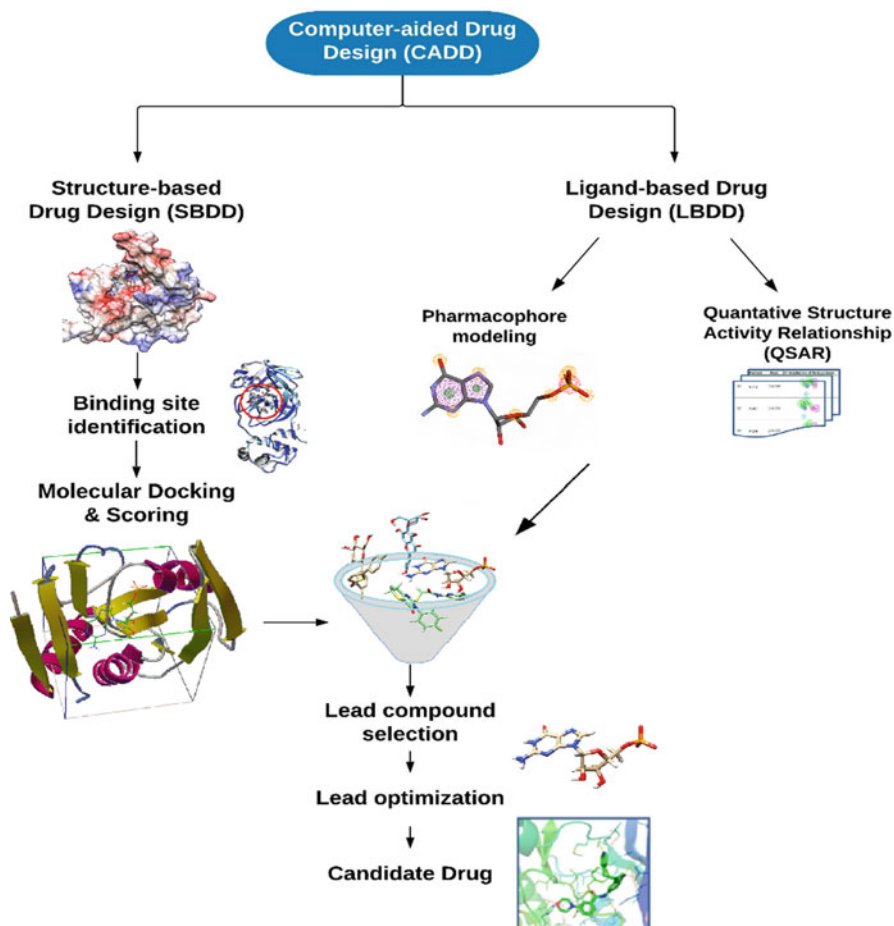 Computer-aided Drug
Design (CADD)
Structure-based
Drug Design (SBDD)
Ligand-based Drug
Design (LBDD)
Pharmacophore
modeling
Quantative Structure
Activity Relationship
(QSAR)
Binding site
identification
Molecular Docking
& Scoring
Lead compound
selection
Lead optimization
Candidate Drug